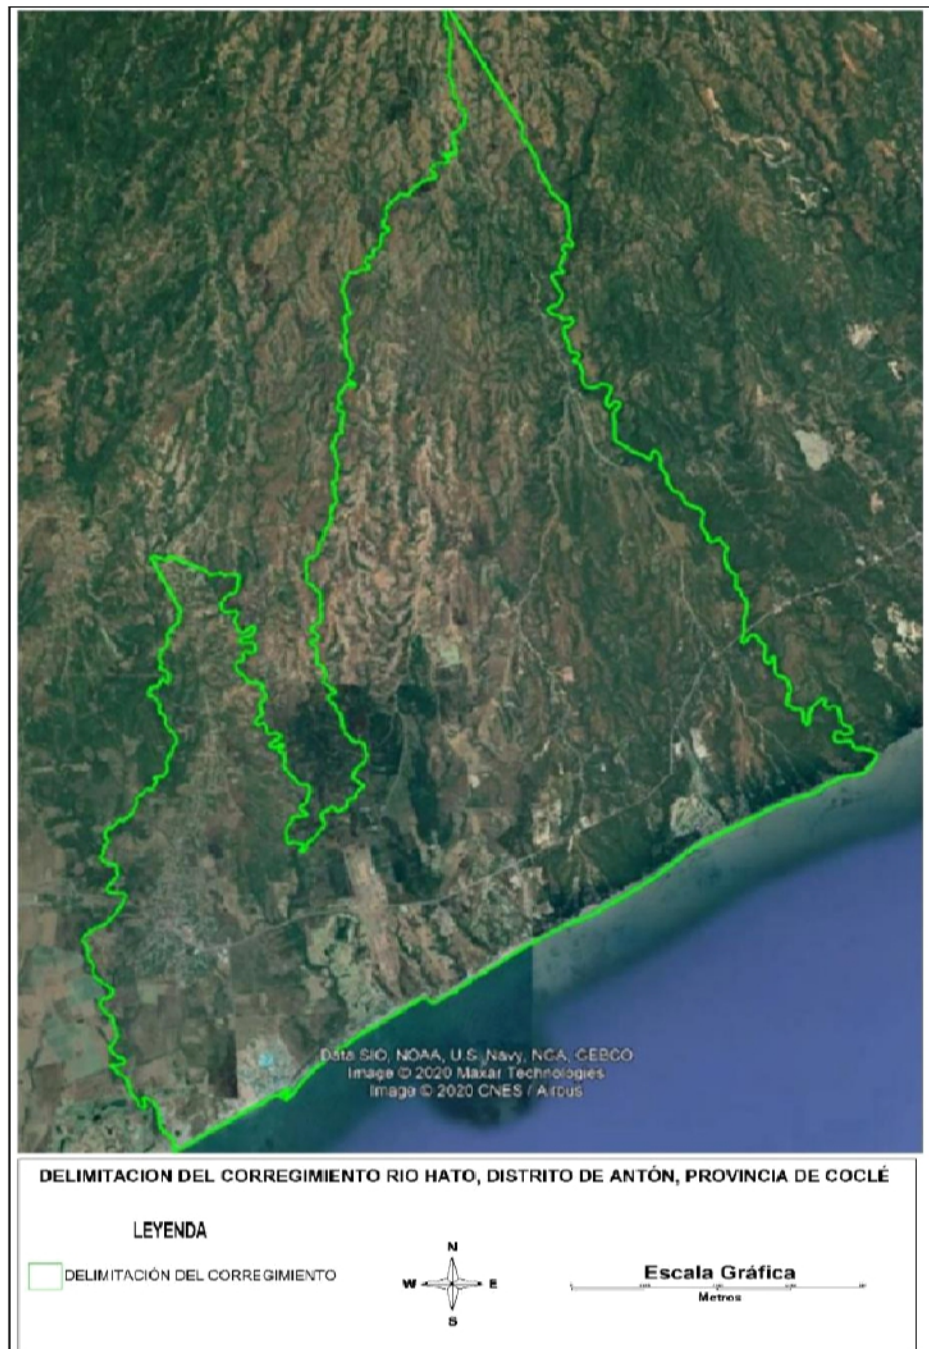 Data SIO, NOAA, U.S. Navy, NGA, GEBCO
Image © 2020 Maxar Technologies
Image © 2020 CNES / Airbus
DELIMITACION DEL CORREGIMIENTO RIO HATO, DISTRITO DE ANTÓN, PROVINCIA DE COCLÉ
LEYENDA
DELIMITACIÓN DEL CORREGIMIENTO
N
W E
S
Escala Gráfica
Metros